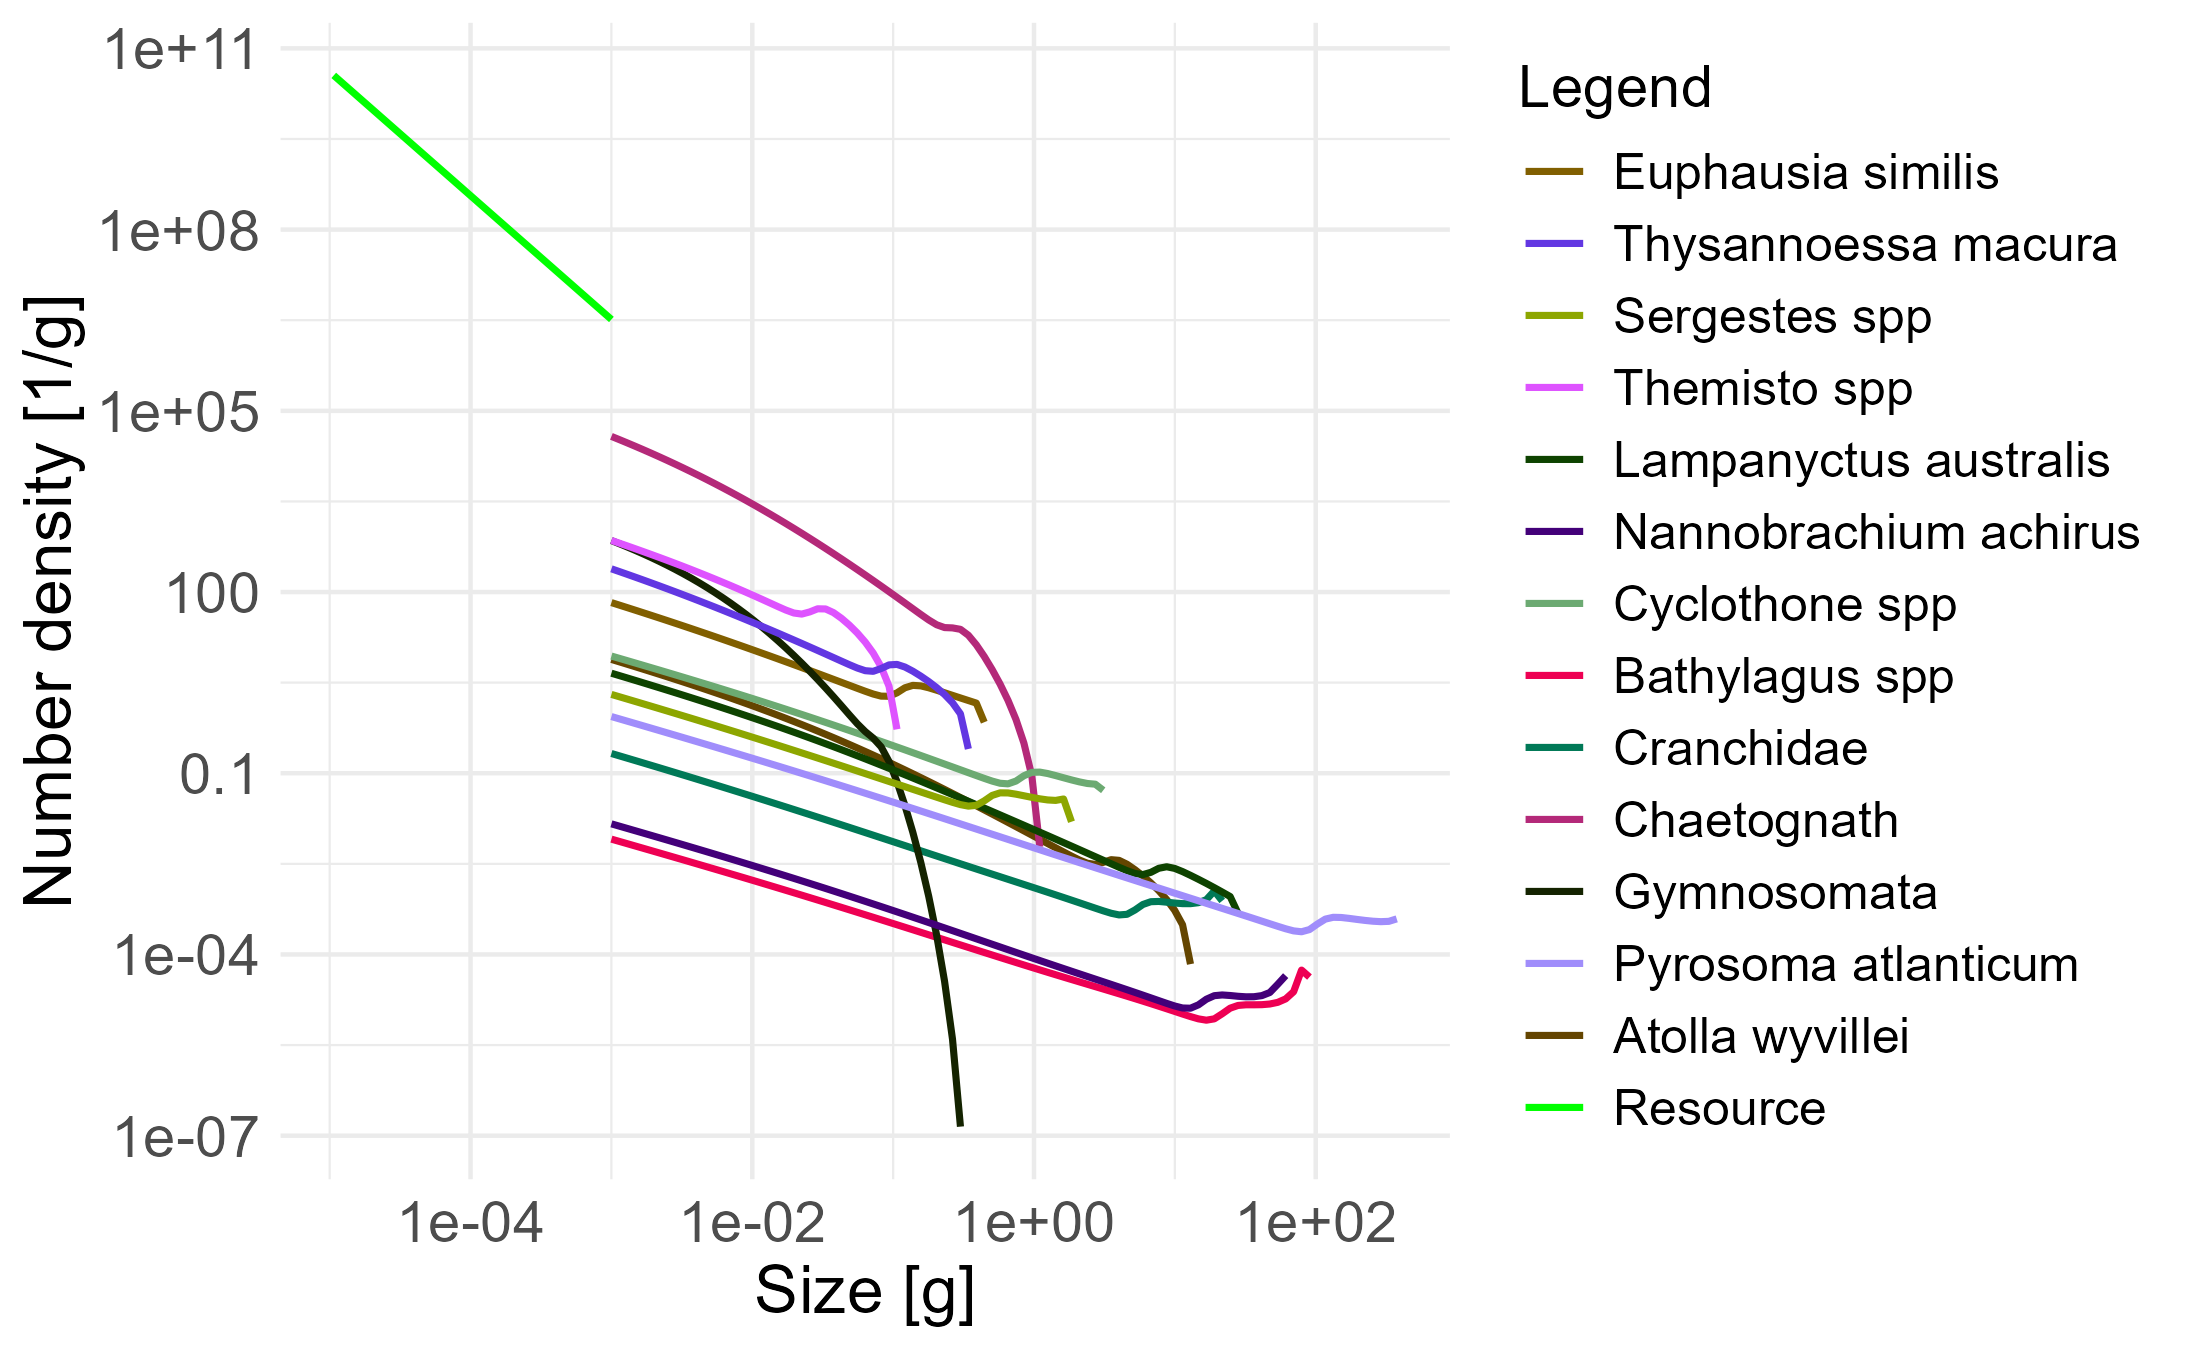 1e+11
1e+08
1e+05
100
0.1
1e-04
1e-07
Number density [1/g]
1e-04
1e-02
1e+00
1e+02
Size [g]
Legend
Euphausia similis
Thysannoessa macura
Sergestes spp
Themisto spp
Lampanyctus australis
Nannobrachium achirus
Cyclothone spp
Bathylagus spp
Cranchidae
Chaetognath
Gymnosomata
Pyrosoma atlanticum
Atolla wyvillei
Resource